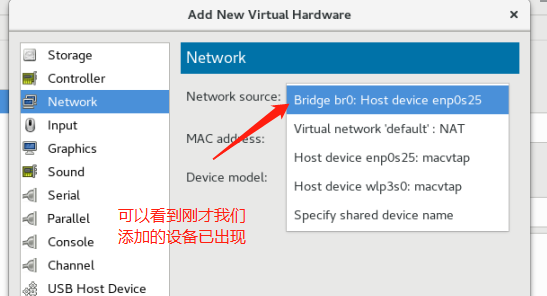 Add New Virtual Hardware
Storage
Controller
Network
Input
Graphics
Sound
Serial
Parallel
Console
Channel
USB Host Device
Network
Network source:
Bridge br0: Host device enp0s25
Virtual network 'default' : NAT
Host device enp0s25: macvtap
Host device wlp3s0: macvtap
Specify shared device name
MAC address:
Device model:
可以看到刚才我们
添加的设备已出现